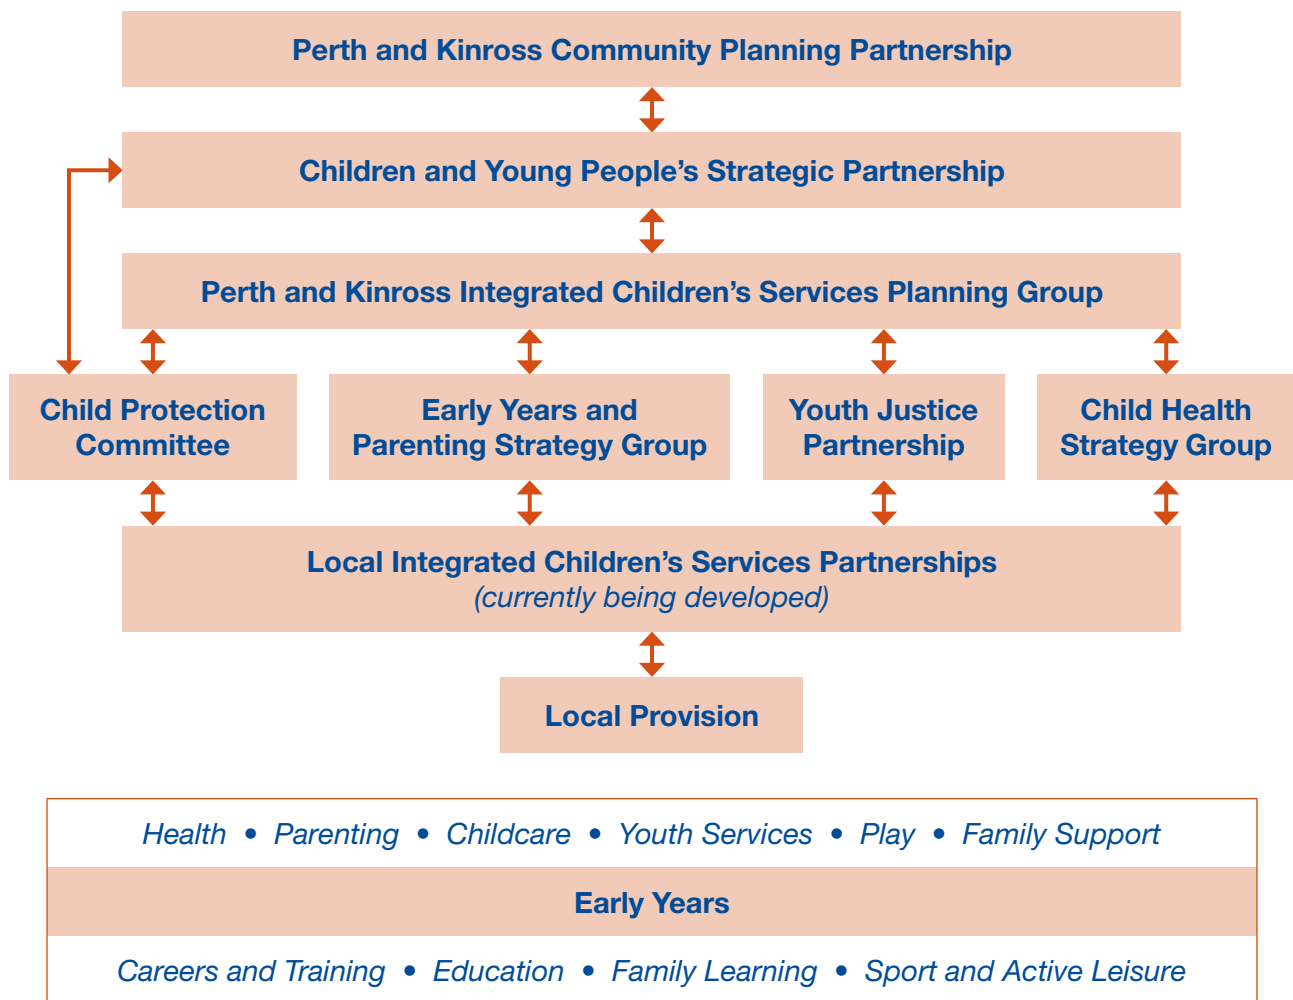 Perth and Kinross Community Planning Partnership
Children and Young People’s Strategic Partnership
Perth and Kinross Integrated Children’s Services Planning Group
Child Protection
Committee
Early Years and
Parenting Strategy Group
Youth Justice
Partnership
Child Health
Strategy Group
Local Integrated Children’s Services Partnerships
(currently being developed)
Local Provision
Health • Parenting • Childcare • Youth Services • Play • Family Support
Early Years
Careers and Training • Education • Family Learning • Sport and Active Leisure